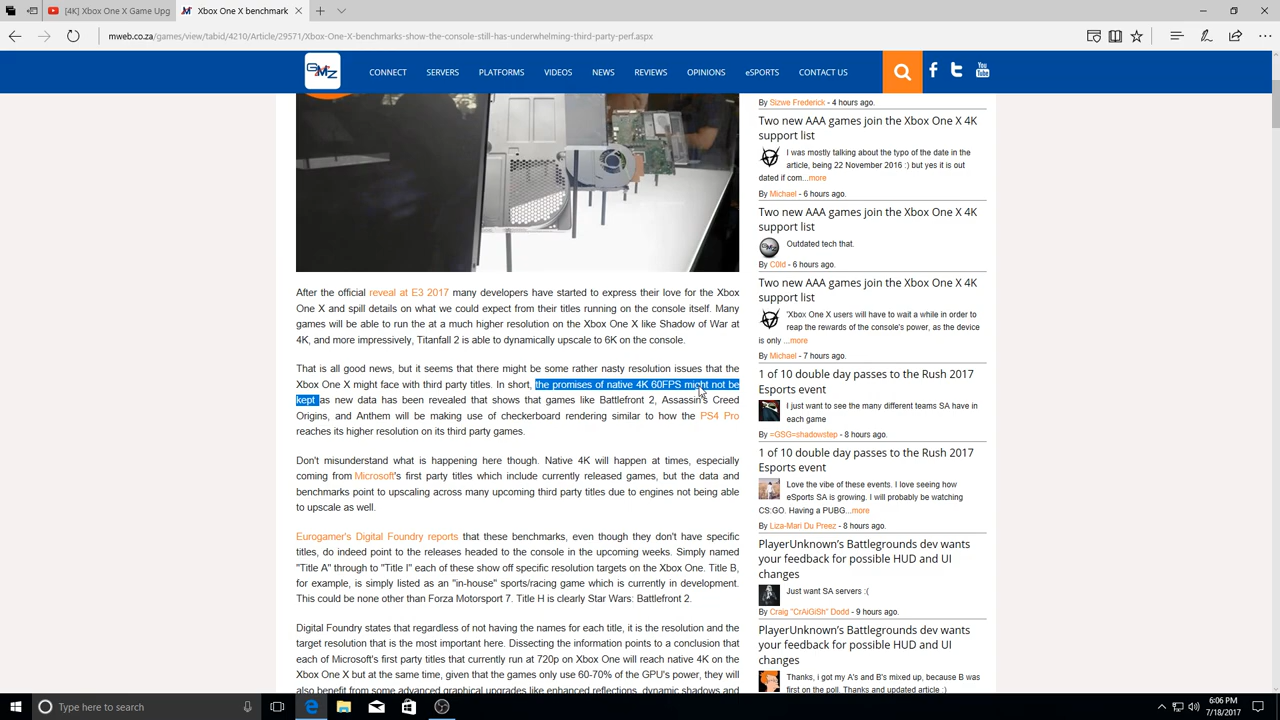 [4K] Xbox One X Game Upg
Xbox One X benchmark
mweb.co.za/games/view/tabid/4210/Article/29571/Xbox-One-X-benchmarks-show-the-console-still-has-underwhelming-third-party-perf.aspx
GMZ
CONNECT SERVERS PLATFORMS VIDEOS NEWS REVIEWS OPINIONS eSPORTS CONTACT US
You Tube
After the official reveal at E3 2017 many developers have started to express their love for the Xbox
One X and spill details on what we could expect from their titles running on the console itself. Many
games will be able to run the at a much higher resolution on the Xbox One X like Shadow of War at
4K, and more impressively, Titanfall 2 is able to dynamically upscale to 6K on the console.
That is all good news, but it seems that there might be some rather nasty resolution issues that the
Xbox One X might face with third party titles. In short, the promises of native 4K 60FPS might not be
kept as new data has been revealed that shows that games like Battlefront 2, Assassin's Creed
Origins, and Anthem will be making use of checkerboard rendering similar to how the PS4 Pro
reaches its higher resolution on its third party games.
Don't misunderstand what is happening here though. Native 4K will happen at times, especially
coming from Microsoft's first party titles which include currently released games, but the data and
benchmarks point to upscaling across many upcoming third party titles due to engines not being able
to upscale as well.
Eurogamer's Digital Foundry reports that these benchmarks, even though they don't have specific
titles, do indeed point to the releases headed to the console in the upcoming weeks. Simply named
"Title A" through to "Title I" each of these show off specific resolution targets on the Xbox One. Title B,
for example, is simply listed as an "in-house" sports/racing game which is currently in development.
This could be none other than Forza Motorsport 7. Title H is clearly Star Wars: Battlefront 2.
Digital Foundry states that regardless of not having the names for each title, it is the resolution and the
target resolution that is the most important here. Dissecting the information points to a conclusion that
each of Microsoft's first party titles that currently run at 720p on Xbox One will reach native 4K on the
Xbox One X but at the same time, given that the games only use 60-70% of the GPU's power, they will
also benefit from some advanced graphical upgrades like enhanced reflections, dynamic shadows and
By Sizwe Frederick - 4 hours ago.
Two new AAA games join the Xbox One X 4K
support list
I was mostly talking about the typo of the date in the
article, being 22 November 2016 :) but yes it is out
dated if com...more
By Michael - 6 hours ago.
Two new AAA games join the Xbox One X 4K
support list
Outdated tech that.
By C0ld - 6 hours ago.
Two new AAA games join the Xbox One X 4K
support list
'Xbox One X users will have to wait a while in order to
reap the rewards of the console's power, as the device
is only ...more
By Michael - 7 hours ago.
1 of 10 double day passes to the Rush 2017
Esports event
I just want to see the many different teams SA have in
each game
By =GSG=shadowstep - 8 hours ago.
1 of 10 double day passes to the Rush 2017
Esports event
Love the vibe of these events. I love seeing how
eSports SA is growing. I will probably be watching
CS:GO. Having a PUBG...more
By Liza-Mari Du Preez - 8 hours ago.
PlayerUnknown's Battlegrounds dev wants
your feedback for possible HUD and UI
changes
Just want SA servers :(
By Craig "CrAiGiSh" Dodd - 9 hours ago.
PlayerUnknown's Battlegrounds dev wants
your feedback for possible HUD and UI
changes
Thanks, i got my A's and B's mixed up, because B was
first on the poll. Thanks and updated article :)
Type here to search
6:06 PM
7/18/2017